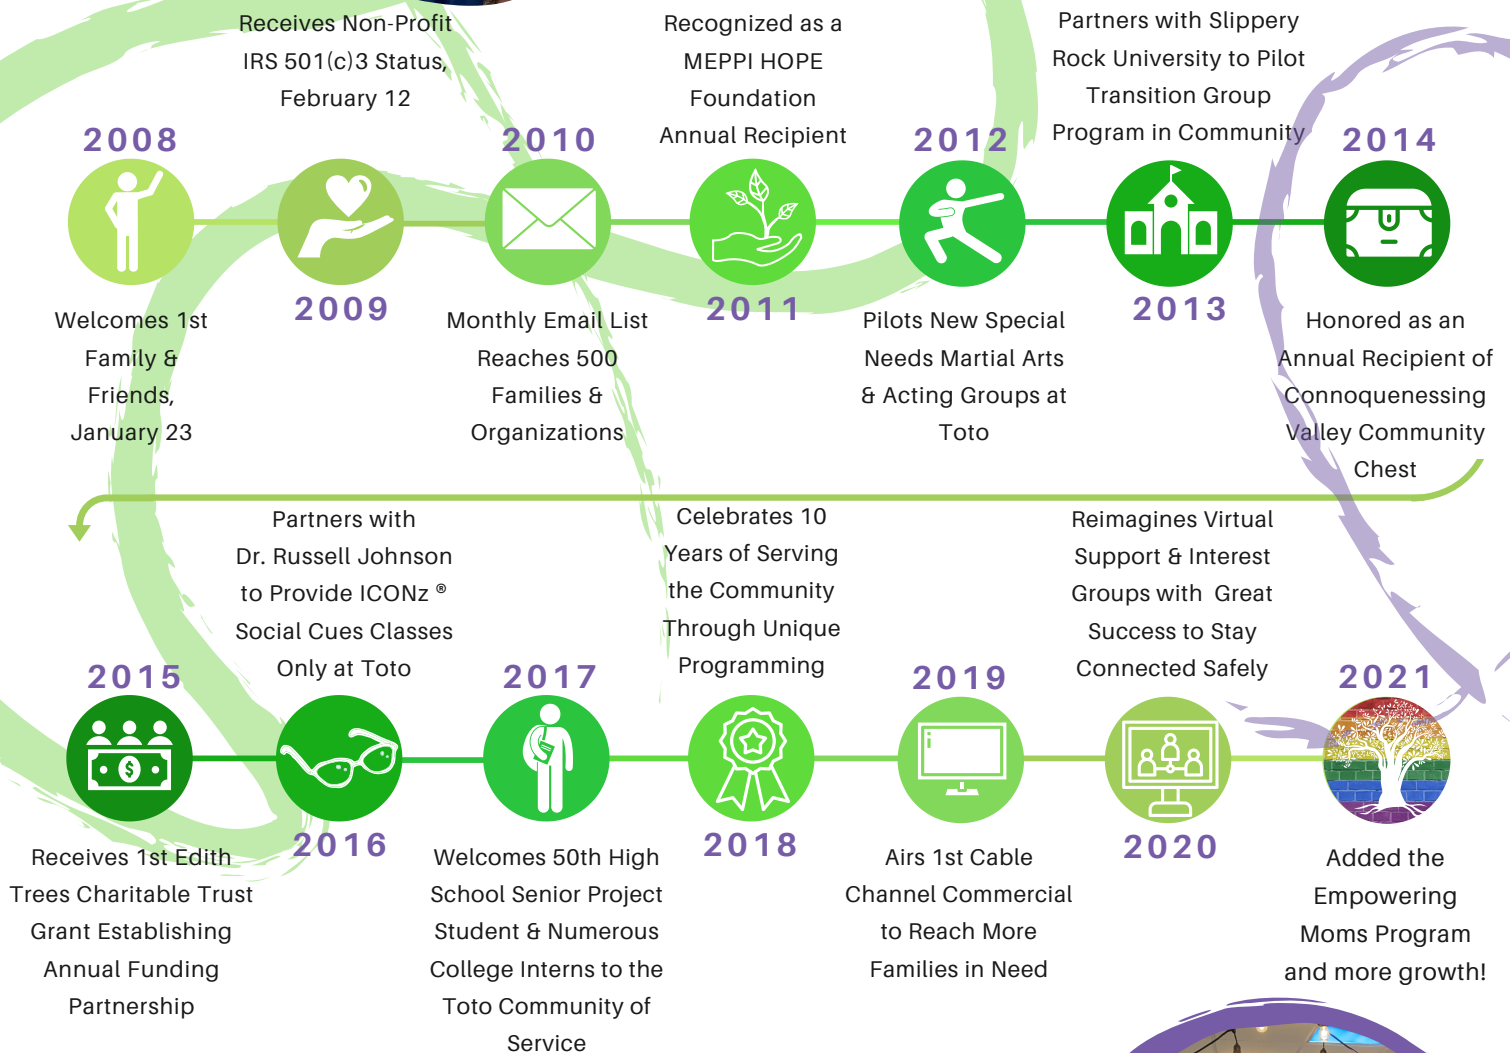 2008
Welcomes 1st
Family &
Friends,
January 23
Receives Non-Profit
IRS 501(c)3 Status,
February 12
2009
2010
Monthly Email List
Reaches 500
Families &
Organizations
Recognized as a
MEPPI HOPE
Foundation
Annual Recipient
2011
2012
Pilots New Special
Needs Martial Arts
& Acting Groups at
Toto
Partners with Slippery
Rock University to Pilot
Transition Group
Program in Community
2013
2014
Honored as an
Annual Recipient of
Connoquenessing
Valley Community
Chest
2015
Receives 1st Edith
Trees Charitable Trust
Grant Establishing
Annual Funding
Partnership
Partners with
Dr. Russell Johnson
to Provide ICONz ®
Social Cues Classes
Only at Toto
2016
2017
Welcomes 50th High
School Senior Project
Student & Numerous
College Interns to the
Toto Community of
Service
Celebrates 10
Years of Serving
the Community
Through Unique
Programming
2018
2019
Airs 1st Cable
Channel Commercial
to Reach More
Families in Need
Reimagines Virtual
Support & Interest
Groups with Great
Success to Stay
Connected Safely
2020
2021
Added the
Empowering
Moms Program
and more growth!